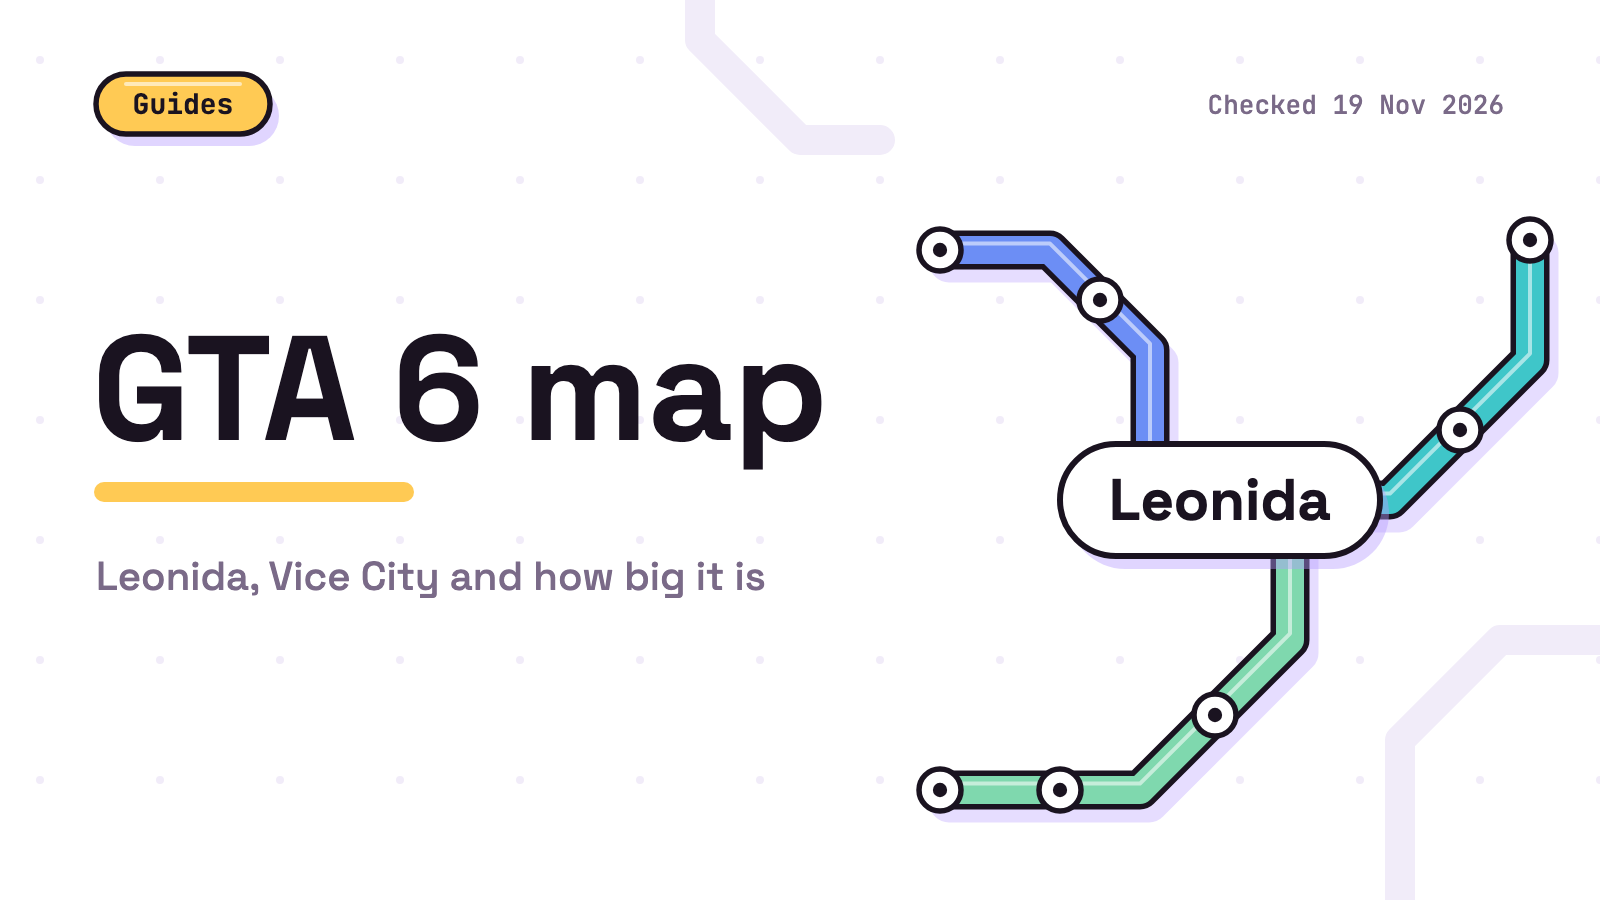 Guides
Checked 19 Nov 2026
GTA 6 map
Leonida, Vice City and how big it is
Leonida